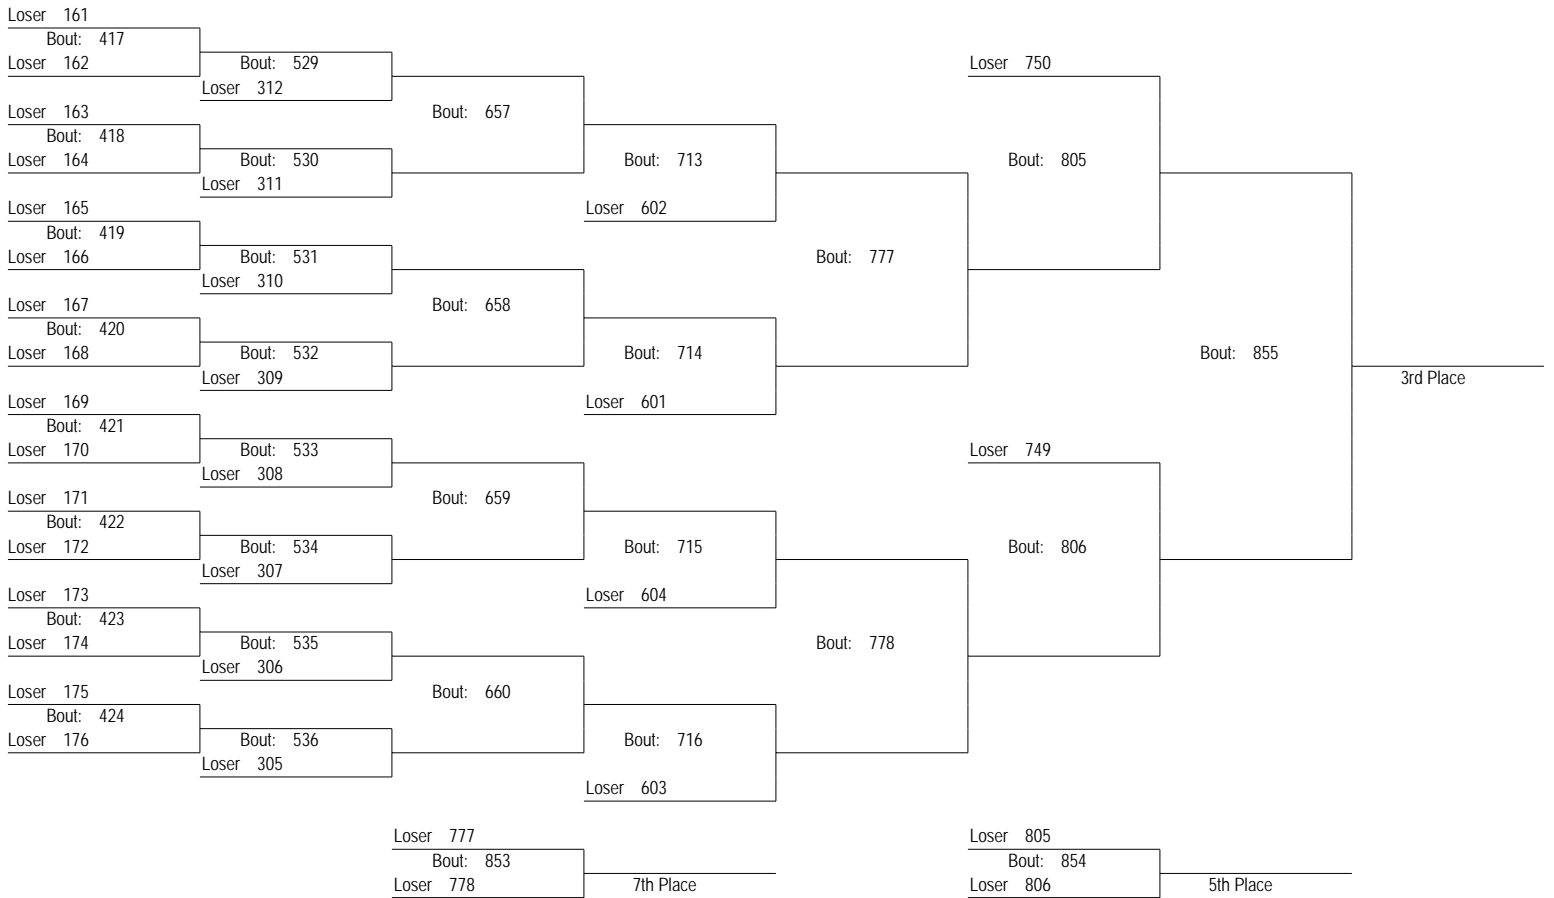 Loser 161
Bout: 417
Loser 162
Bout: 529
Loser 750
Loser 312
Loser 163
Bout: 657
Bout: 418
Loser 164
Bout: 530
Bout: 713
Bout: 805
Loser 311
Loser 165
Loser 602
Bout: 419
Loser 166
Bout: 531
Bout: 777
Loser 310
Loser 167
Bout: 658
Bout: 420
Loser 168
Bout: 532
Bout: 714
Bout: 855
Loser 309
3rd Place
Loser 169
Loser 601
Bout: 421
Loser 170
Bout: 533
Loser 749
Loser 308
Loser 171
Bout: 659
Bout: 422
Loser 172
Bout: 534
Bout: 715
Bout: 806
Loser 307
Loser 173
Loser 604
Bout: 423
Loser 174
Bout: 535
Bout: 778
Loser 306
Loser 175
Bout: 660
Bout: 424
Loser 176
Bout: 536
Bout: 716
Loser 305
Loser 603
Loser 777
Loser 805
Bout: 853
Bout: 854
Loser 778
7th Place
Loser 806
5th Place